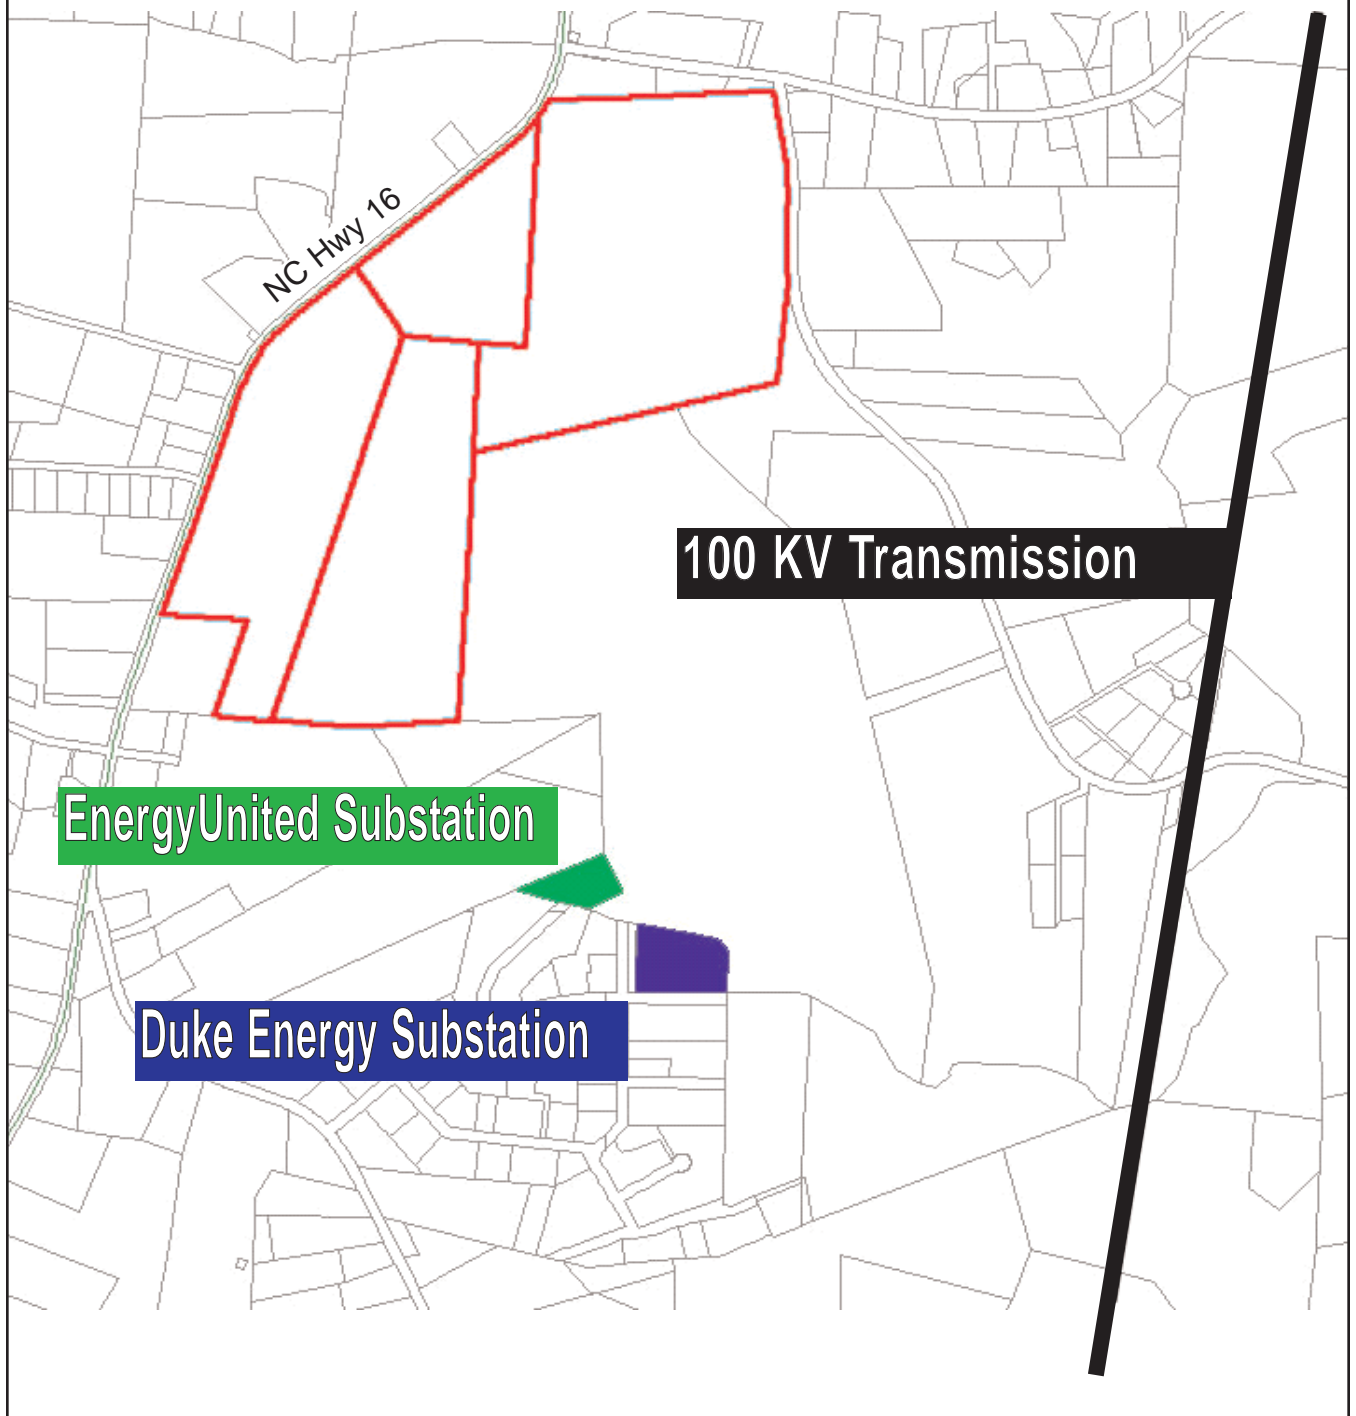 NC Hwy 16
100 KV Transmission
EnergyUnited Substation
Duke Energy Substation